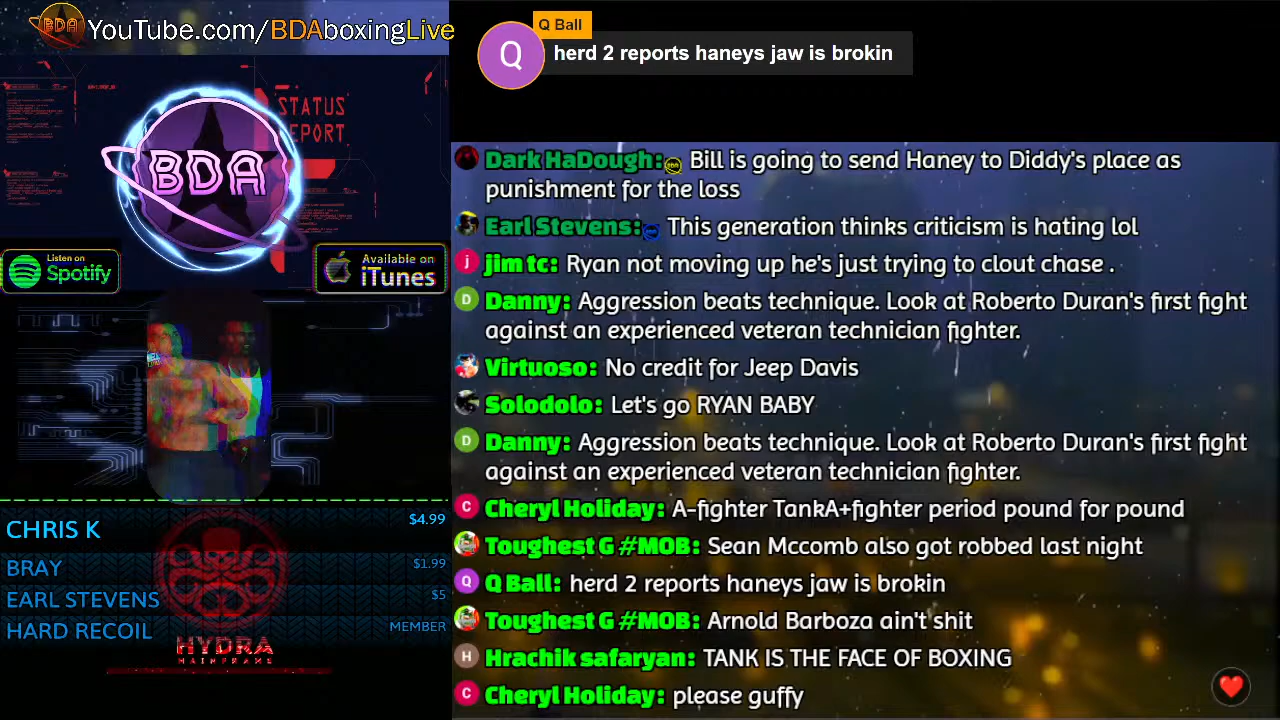 YouTube.com/BDAboxingLive
BDA
STATUS
REPORT
BDA
Listen on
Spotify
Available on
iTunes
CHRIS K $4.99
BRAY $1.99
EARL STEVENS $5
HARD RECOIL MEMBER
HYDRA
MAINFRAME
Q Ball
Q herd 2 reports haneys jaw is brokin
Dark HaDough: Bill is going to send Haney to Diddy's place as
punishment for the loss
Earl Stevens: This generation thinks criticism is hating lol
j jim tc: Ryan not moving up he's just trying to clout chase .
D Danny: Aggression beats technique. Look at Roberto Duran's first fight
against an experienced veteran technician fighter.
Virtuoso: No credit for Jeep Davis
Solodolo: Let's go RYAN BABY
D Danny: Aggression beats technique. Look at Roberto Duran's first fight
against an experienced veteran technician fighter.
C Cheryl Holiday: A-fighter TankA+fighter period pound for pound
Toughest G #MOB: Sean Mccomb also got robbed last night
Q Q Ball: herd 2 reports haneys jaw is brokin
Toughest G #MOB: Arnold Barboza ain't shit
H Hrachik safaryan: TANK IS THE FACE OF BOXING
C Cheryl Holiday: please guffy